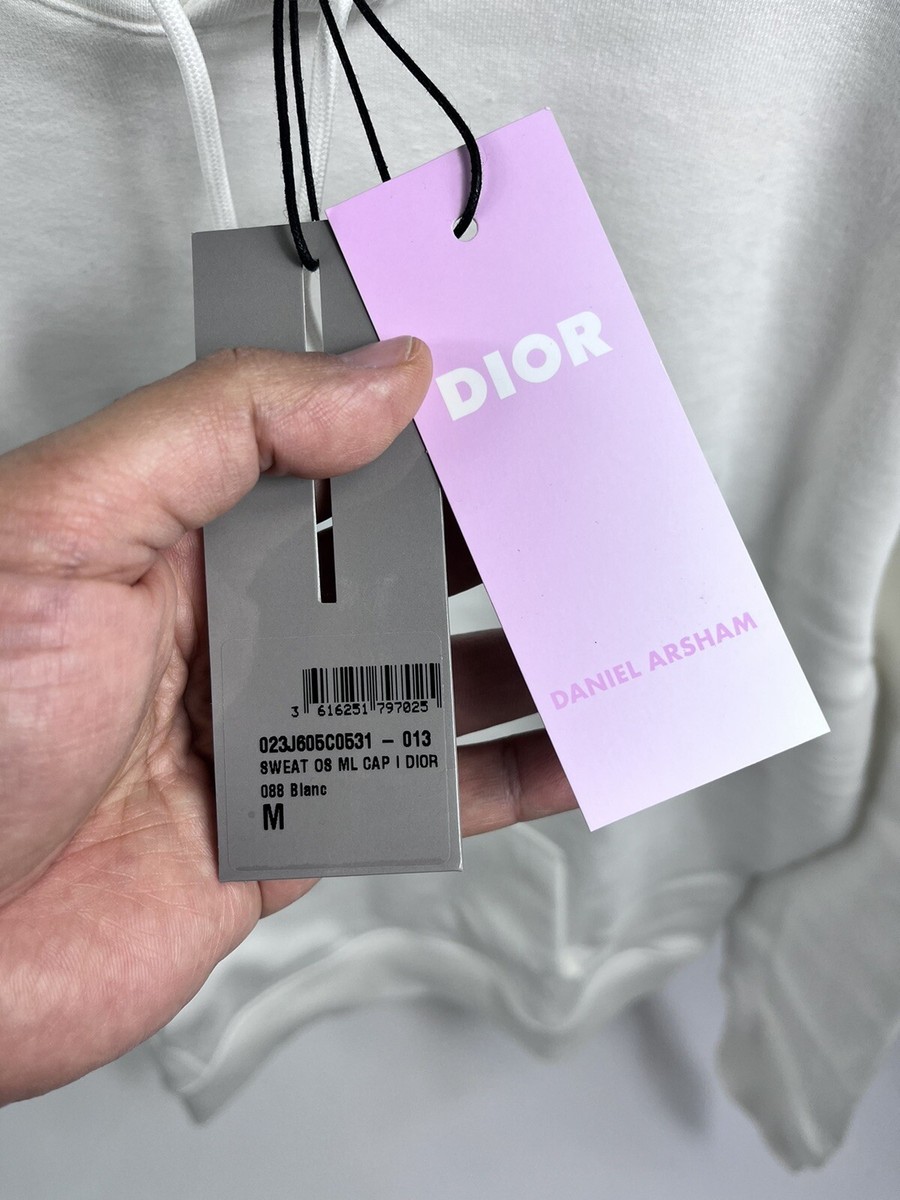 DIOR
DANIEL ARSHAM
3 616251 797025
023J605C0531 - 013
SWEAT OS ML CAP I DIOR
088 Blanc
M